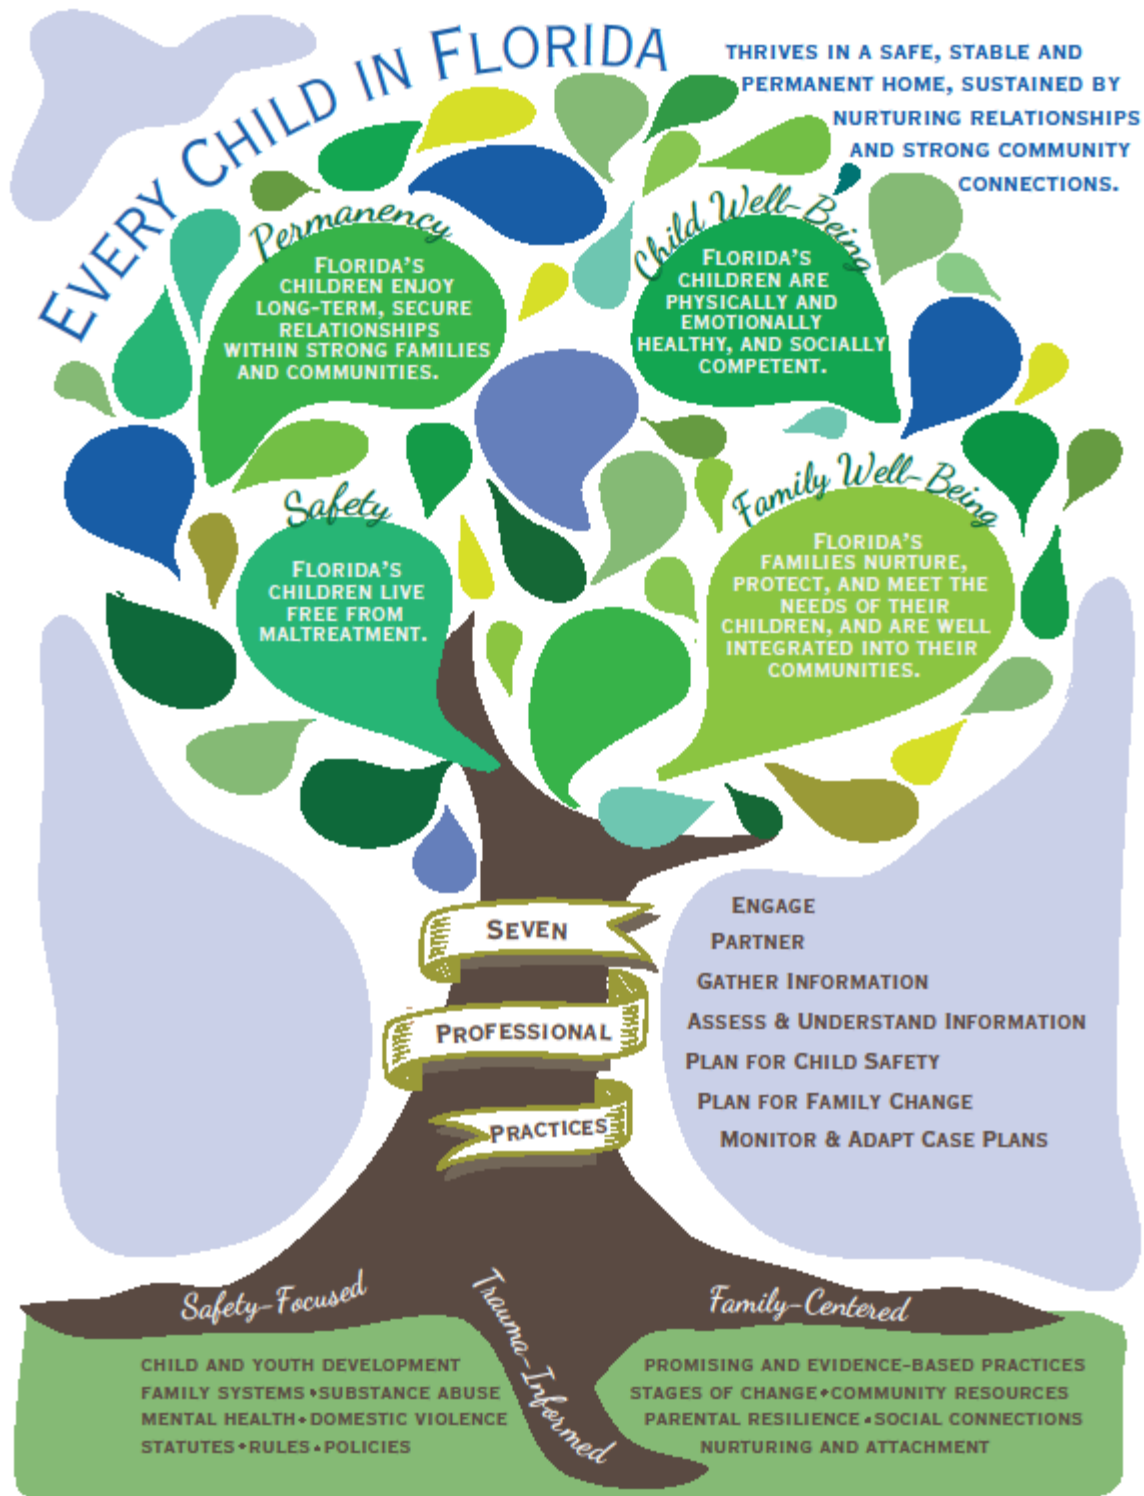 EVERY CHILD IN FLORIDA
THRIVES IN A SAFE, STABLE AND
PERMANENT HOME, SUSTAINED BY
NURTURING RELATIONSHIPS
AND STRONG COMMUNITY
CONNECTIONS.
Permanency
FLORIDA'S
CHILDREN ENJOY
LONG-TERM, SECURE
RELATIONSHIPS
WITHIN STRONG FAMILIES
AND COMMUNITIES.
Child Well-Being
FLORIDA'S
CHILDREN ARE
PHYSICALLY AND
EMOTIONALLY
HEALTHY, AND SOCIALLY
COMPETENT.
Safety
FLORIDA'S
CHILDREN LIVE
FREE FROM
MALTREATMENT.
Family Well-Being
FLORIDA'S
FAMILIES NURTURE,
PROTECT, AND MEET THE
NEEDS OF THEIR
CHILDREN, AND ARE WELL
INTEGRATED INTO THEIR
COMMUNITIES.
SEVEN
PROFESSIONAL
PRACTICES
ENGAGE
PARTNER
GATHER INFORMATION
ASSESS & UNDERSTAND INFORMATION
PLAN FOR CHILD SAFETY
PLAN FOR FAMILY CHANGE
MONITOR & ADAPT CASE PLANS
Safety-Focused
Trauma-Informed
Family-Centered
CHILD AND YOUTH DEVELOPMENT
FAMILY SYSTEMS •SUBSTANCE ABUSE
MENTAL HEALTH• DOMESTIC VIOLENCE
STATUTES•RULES•POLICIES
PROMISING AND EVIDENCE-BASED PRACTICES
STAGES OF CHANGE•COMMUNITY RESOURCES
PARENTAL RESILIENCE•SOCIAL CONNECTIONS
NURTURING AND ATTACHMENT